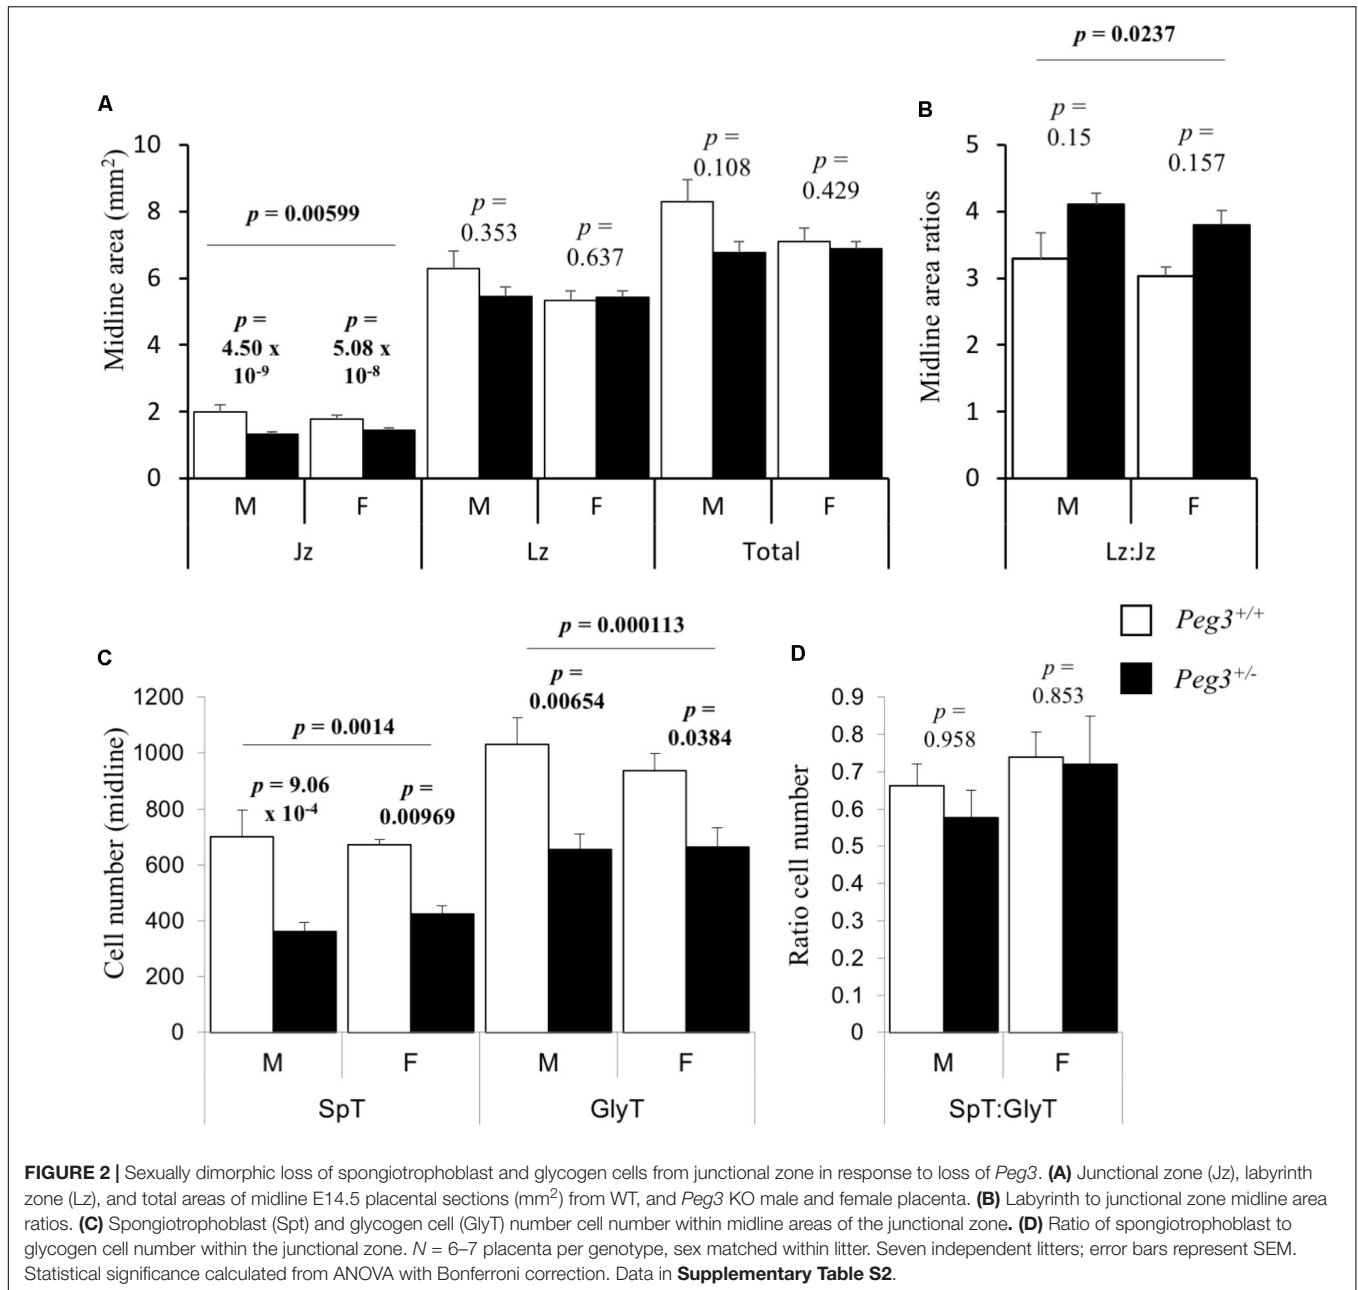 p = 0.0237
A
B
Midline area (mm²)
10
8
6
4
2
0
p = 0.00599
p =
4.50 x
10⁻⁹
p =
5.08 x
10⁻⁸
p =
0.353
p =
0.637
p =
0.108
p =
0.429
M
F
M
F
M
F
Jz
Lz
Total
Midline area ratios
5
4
3
2
1
0
p =
0.15
p =
0.157
M
F
Lz:Jz
Peg3⁺/⁺
Peg3⁺/⁻
C
Cell number (midline)
1200
1000
800
600
400
200
0
p = 0.0014
p = 9.06
x 10⁻⁴
p =
0.00969
p = 0.000113
p =
0.00654
p =
0.0384
M
F
M
F
SpT
GlyT
D
Ratio cell number
0.9
0.8
0.7
0.6
0.5
0.4
0.3
0.2
0.1
0
p =
0.958
p =
0.853
M
F
SpT:GlyT
FIGURE 2 | Sexually dimorphic loss of spongiotrophoblast and glycogen cells from junctional zone in response to loss of Peg3. (A) Junctional zone (Jz), labyrinth
zone (Lz), and total areas of midline E14.5 placental sections (mm²) from WT, and Peg3 KO male and female placenta. (B) Labyrinth to junctional zone midline area
ratios. (C) Spongiotrophoblast (Spt) and glycogen cell (GlyT) number cell number within midline areas of the junctional zone. (D) Ratio of spongiotrophoblast to
glycogen cell number within the junctional zone. N = 6–7 placenta per genotype, sex matched within litter. Seven independent litters; error bars represent SEM.
Statistical significance calculated from ANOVA with Bonferroni correction. Data in Supplementary Table S2.